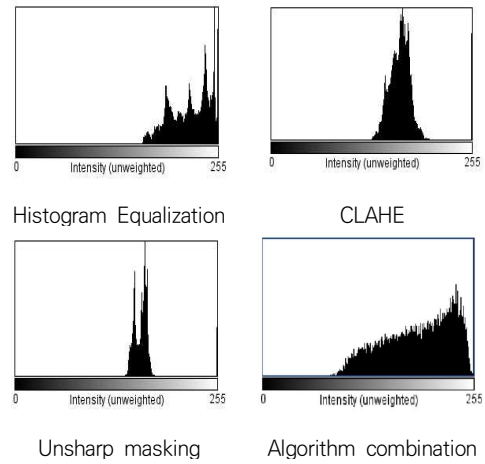 0 Intensity (unweighted) 255
0 Intensity (unweighted) 255
Histogram Equalization
CLAHE
0 Intensity (unweighted) 255
0 Intensity (unweighted) 255
Unsharp masking
Algorithm combination